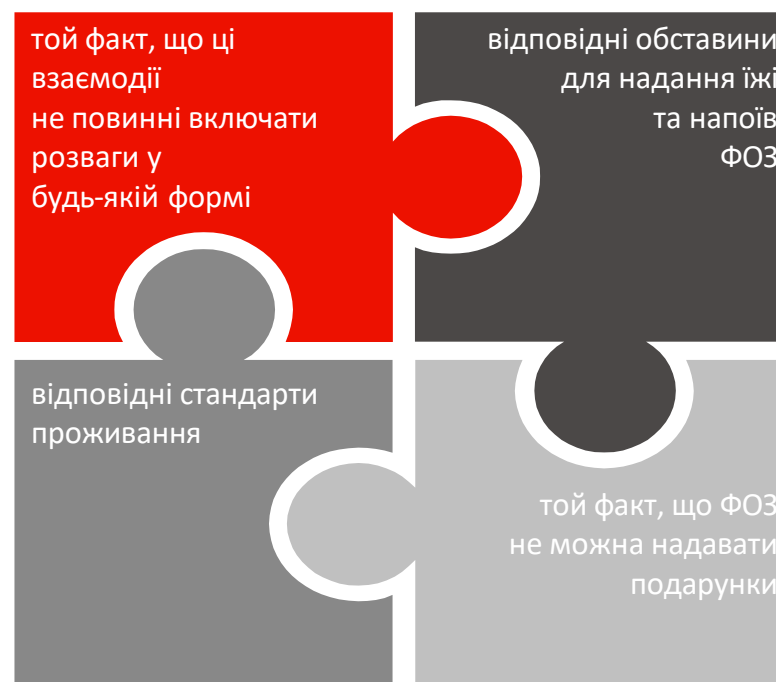 той факт, що ці
взаємодії
не повинні включати
розваги у
будь-якій формі
відповідні обставини
для надання їжі
та напоїв
ФОЗ
відповідні стандарти
проживання
той факт, що ФОЗ
не можна надавати
подарунки